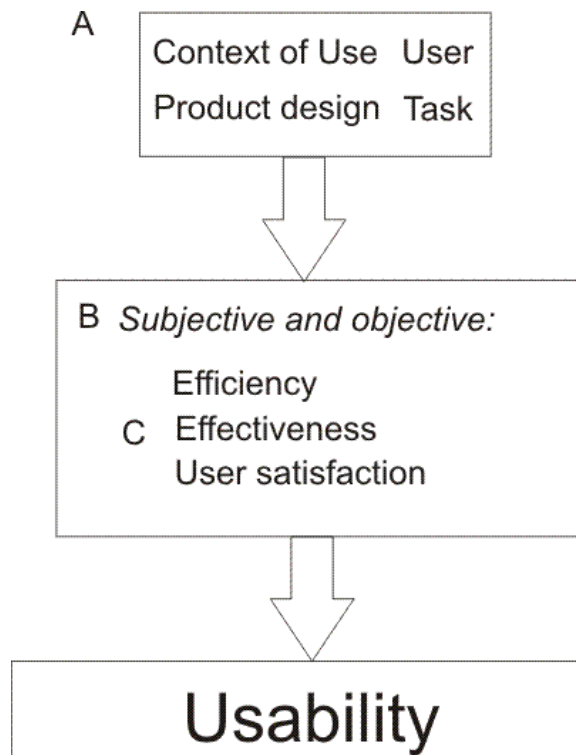 A
Context of Use User
Product design Task
B Subjective and objective:
Efficiency
C Effectiveness
User satisfaction
Usability